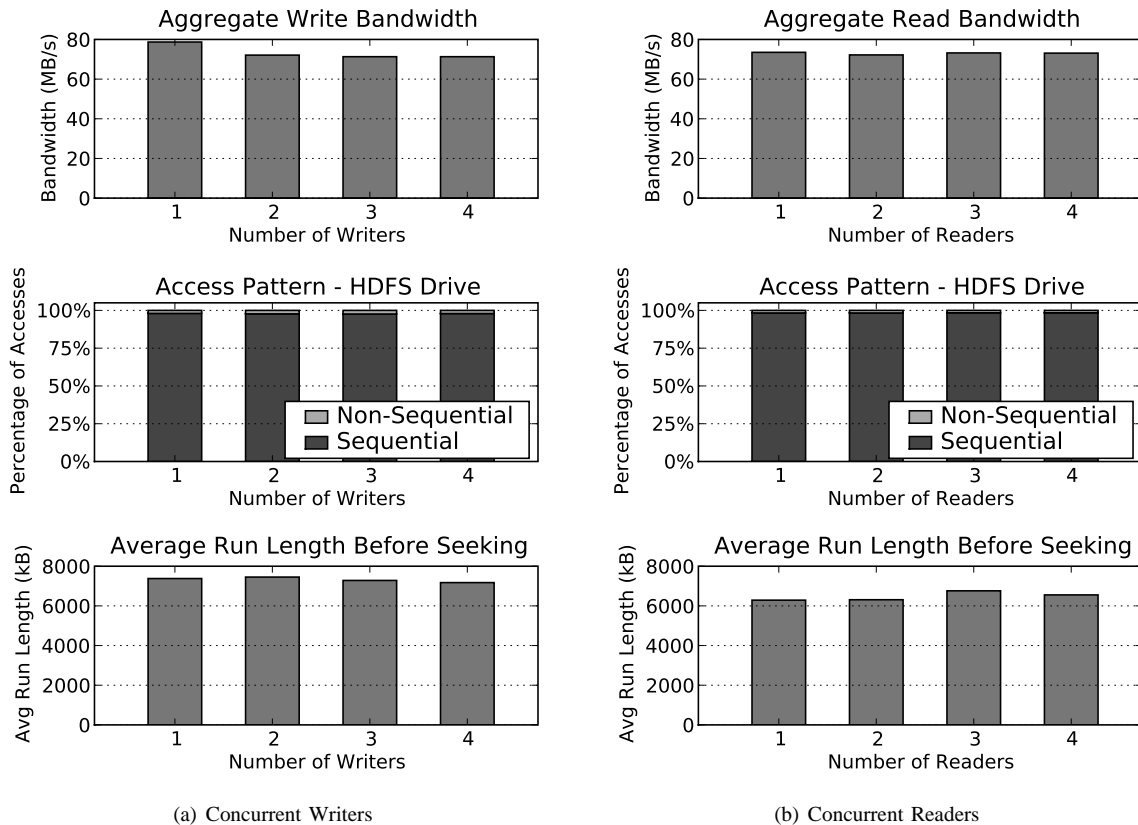 Aggregate Write Bandwidth
80
60
40
20
0
Bandwidth (MB/s)
1 2 3 4
Number of Writers
Access Pattern - HDFS Drive
100%
75%
50%
25%
0%
Percentage of Accesses
Non-Sequential
Sequential
1 2 3 4
Number of Writers
Average Run Length Before Seeking
8000
6000
4000
2000
0
Avg Run Length (kB)
1 2 3 4
Number of Writers
(a) Concurrent Writers
Aggregate Read Bandwidth
80
60
40
20
0
Bandwidth (MB/s)
1 2 3 4
Number of Readers
Access Pattern - HDFS Drive
100%
75%
50%
25%
0%
Percentage of Accesses
Non-Sequential
Sequential
1 2 3 4
Number of Readers
Average Run Length Before Seeking
8000
6000
4000
2000
0
Avg Run Length (kB)
1 2 3 4
Number of Readers
(b) Concurrent Readers